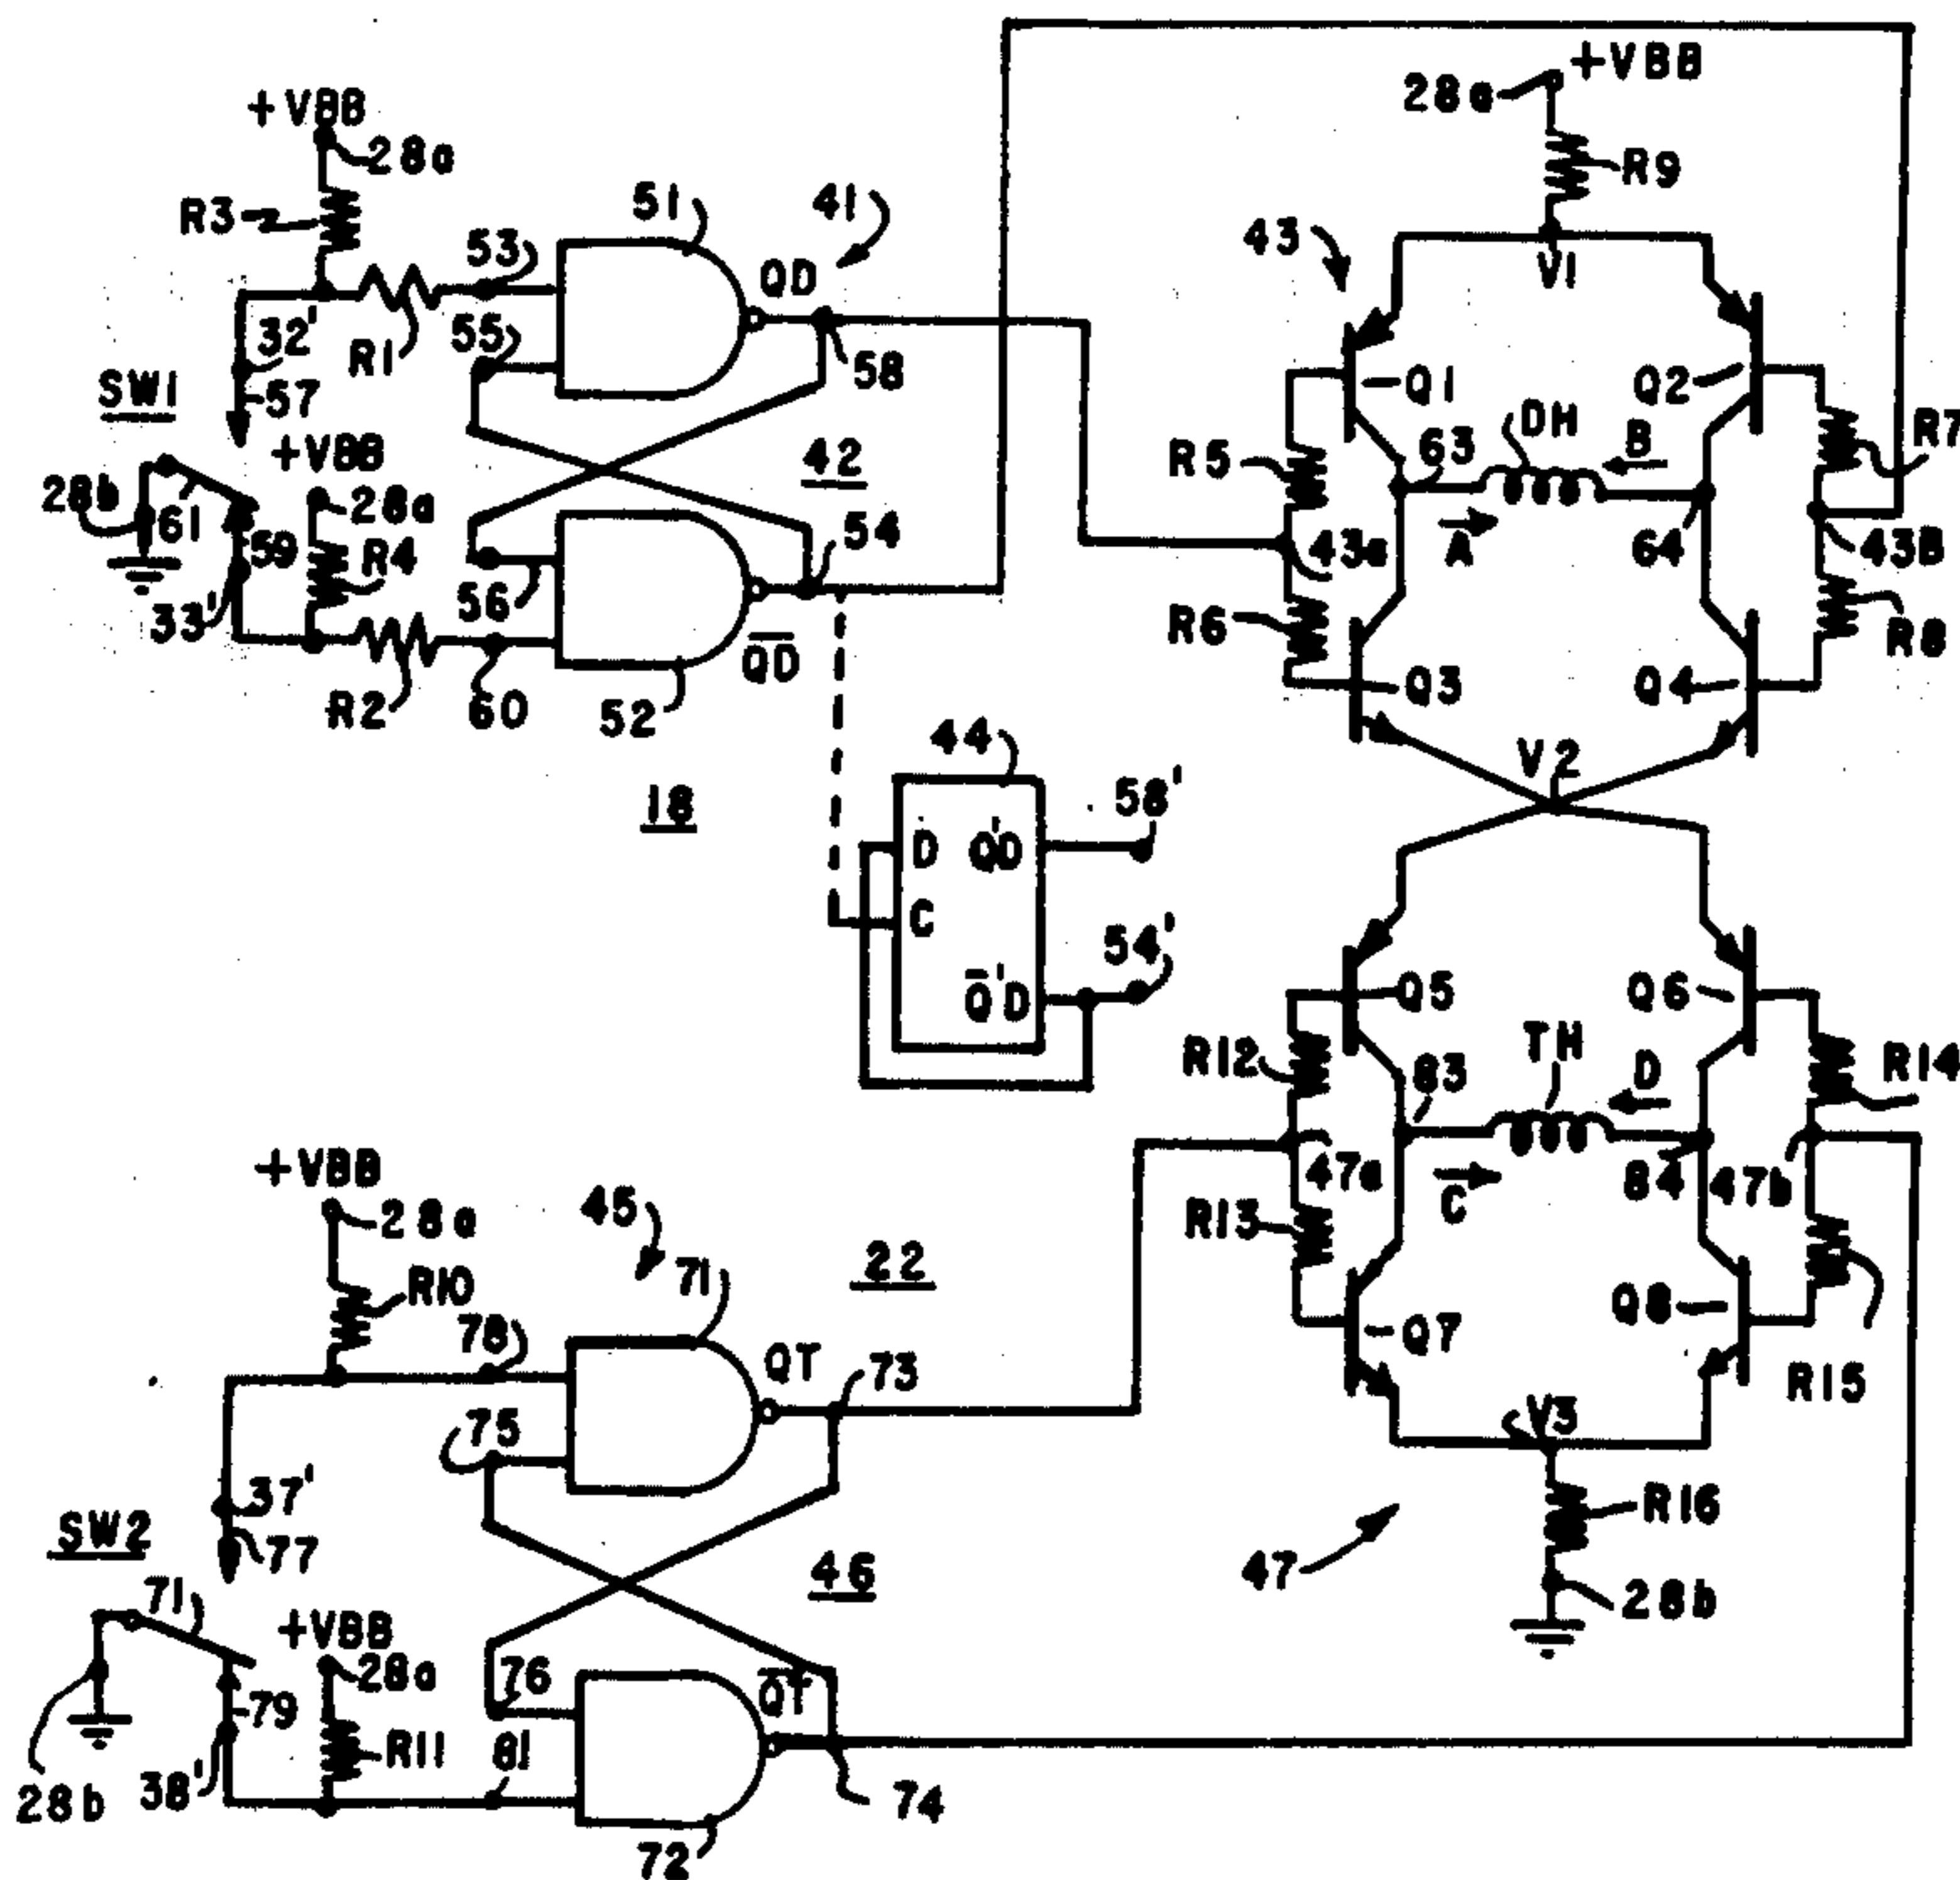 +VBB
28a
R3
53
51
41
QD
58
32'
R1
55
57
SW1
+VBB
28a
28b
61
59
R4
33'
56
42
54
R2
60
52
Q̅D̅
18
+VBB
28a
R9
43
V1
Q1
Q2
R5
63
DH
B
R7
A
64
43a
43B
R6
R8
Q3
Q4
V2
44
58'
D
Q'D
C
54'
Q̅'D
Q5
Q6
R12
TH
D
R14
83
47a
C
84
47b
R13
Q7
Q8
R15
V3
R16
47
28b
+VBB
28a
R10
45
71
22
78
QT
73
75
37'
SW2
77
46
71
+VBB
28a
76
Q̅T̅
79
R11
81
28b
38'
74
72